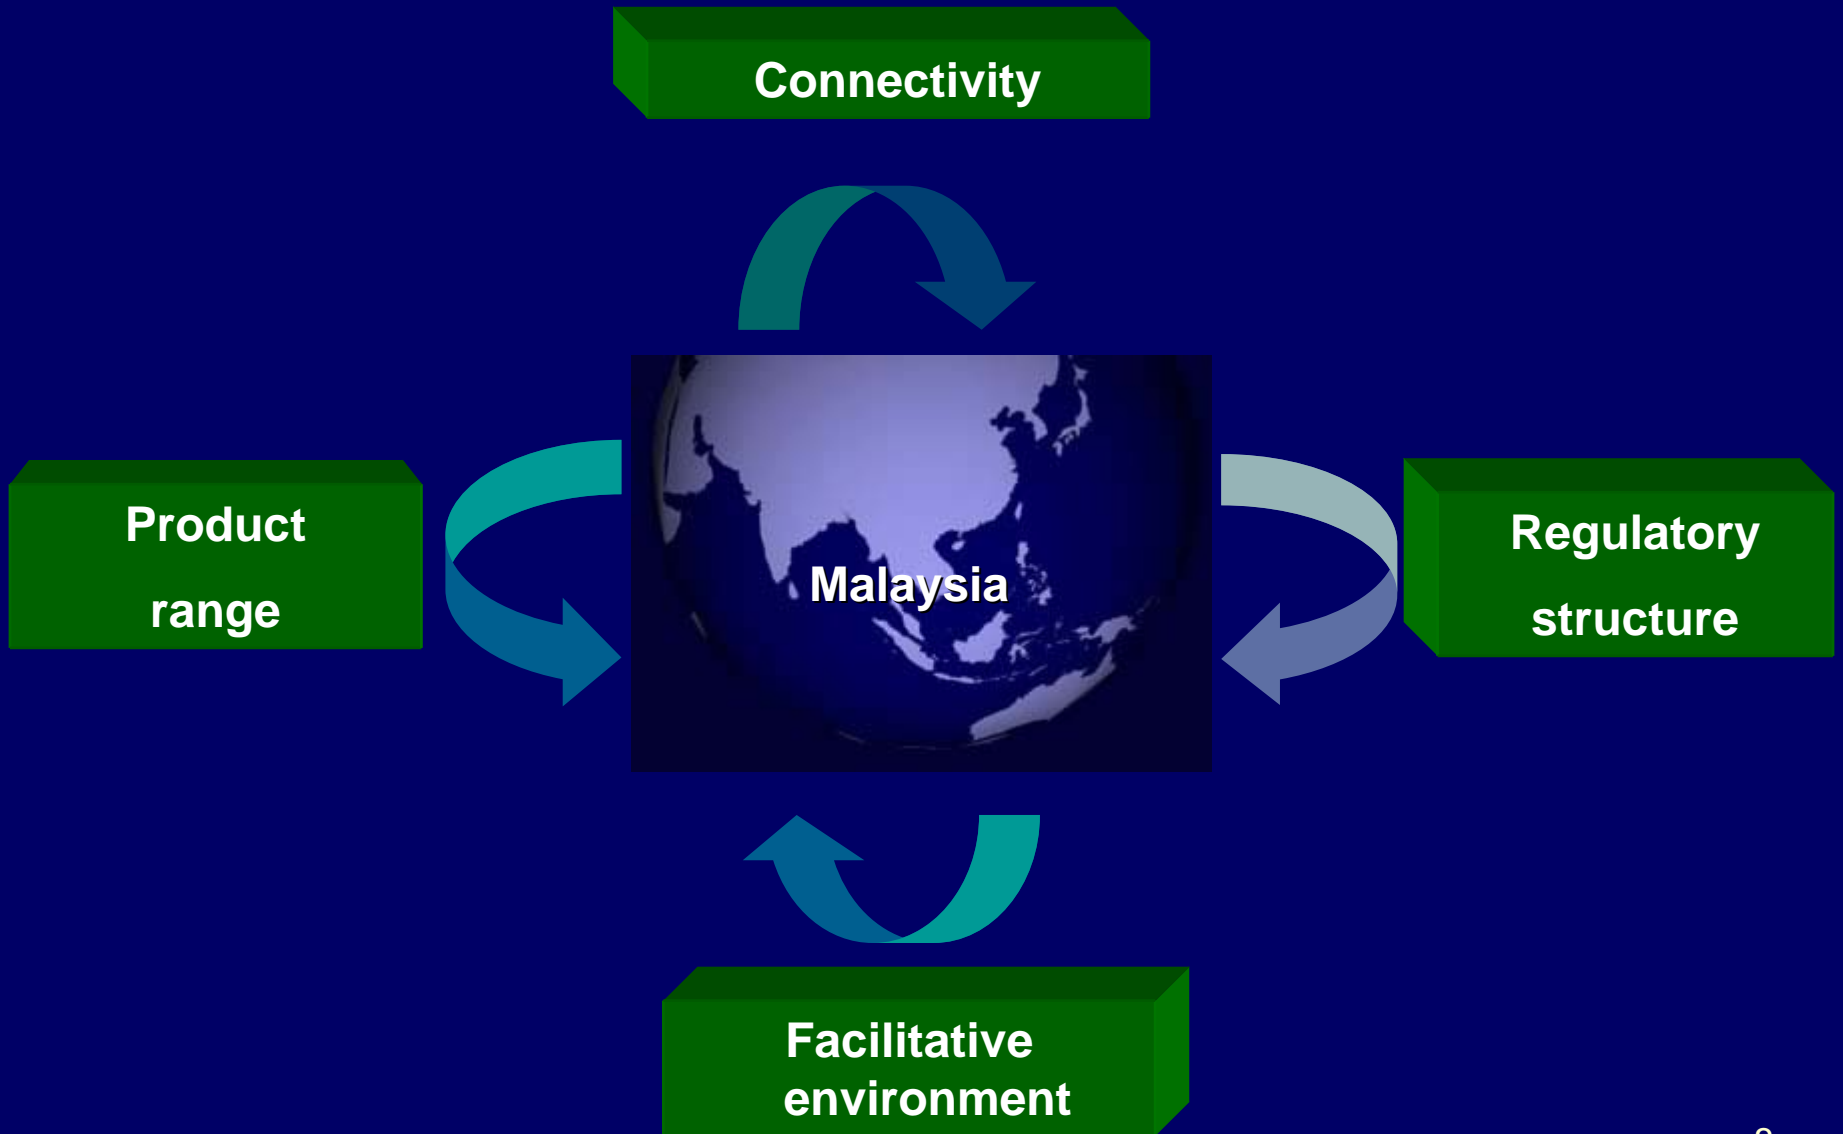 Connectivity
Product
range
Malaysia
Regulatory
structure
Facilitative
environment